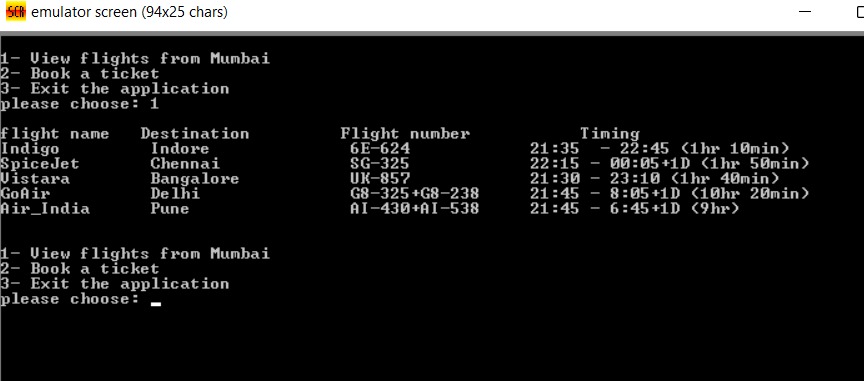 SCR emulator screen (94x25 chars)
1- View flights from Mumbai
2- Book a ticket
3- Exit the application
please choose: 1
flight name Destination Flight number Timing
Indigo Indore 6E-624 21:35 - 22:45 (1hr 10min)
SpiceJet Chennai SG-325 22:15 - 00:05+1D (1hr 50min)
Vistara Bangalore UK-857 21:30 - 23:10 (1hr 40min)
GoAir Delhi G8-325+G8-238 21:45 - 8:05+1D (10hr 20min)
Air_India Pune AI-430+AI-538 21:45 - 6:45+1D (9hr)
1- View flights from Mumbai
2- Book a ticket
3- Exit the application
please choose: _